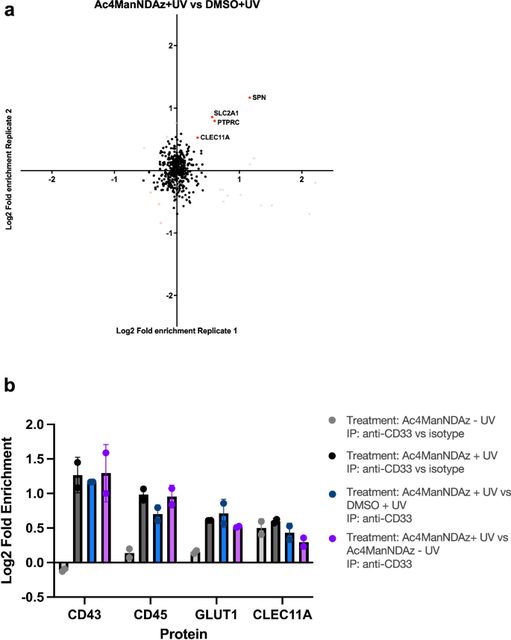 a
Ac4ManNDAz+UV vs DMSO+UV
Log2 Fold enrichment Replicate 2
2
1
-1
-2
-2
-1
1
2
SPN
SLC2A1
PTPRC
CLEC11A
Log2 Fold enrichment Replicate 1
b
Log2 Fold Enrichment
2.0
1.5
1.0
0.5
0.0
-0.5
CD43
CD45
GLUT1
CLEC11A
Protein
Treatment: Ac4ManNDAz - UV
IP: anti-CD33 vs isotype
Treatment: Ac4ManNDAz + UV
IP: anti-CD33 vs isotype
Treatment: Ac4ManNDAz + UV vs
DMSO + UV
IP: anti-CD33
Treatment: Ac4ManNDAz+ UV vs
Ac4ManNDAz - UV
IP: anti-CD33